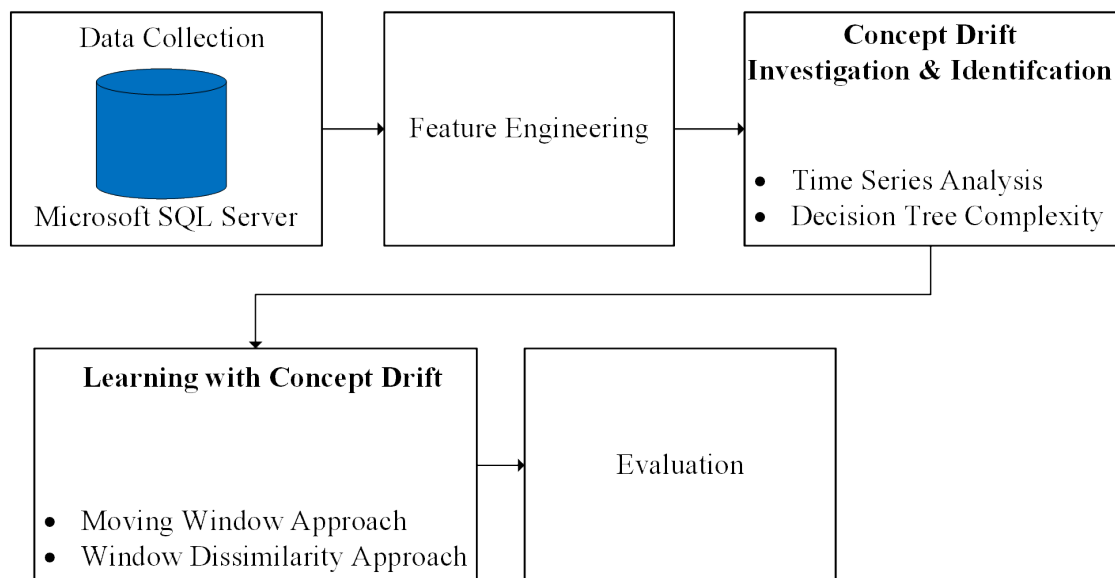 Data Collection
Microsoft SQL Server
Feature Engineering
Concept Drift
Investigation & Identifcation
• Time Series Analysis
• Decision Tree Complexity
Learning with Concept Drift
• Moving Window Approach
• Window Dissimilarity Approach
Evaluation